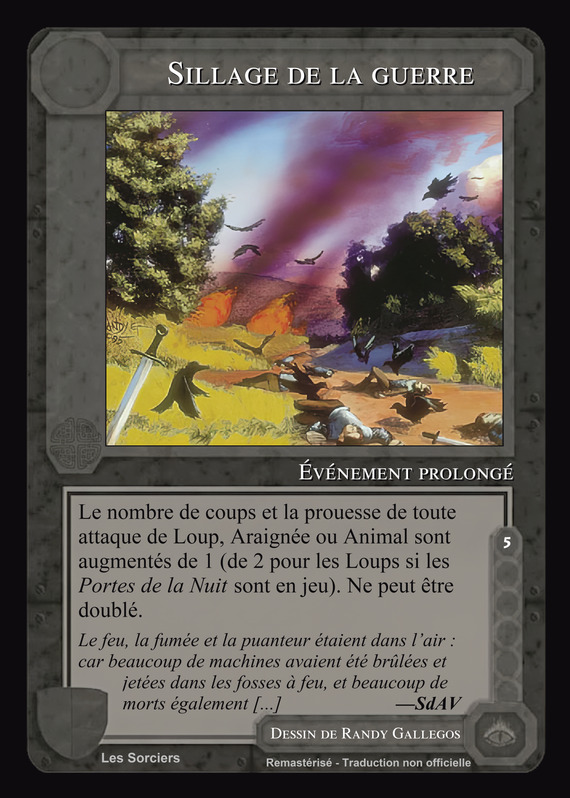 Sillage de la guerre
Événement prolongé
Le nombre de coups et la prouesse de toute
attaque de Loup, Araignée ou Animal sont
augmentés de 1 (de 2 pour les Loups si les
Portes de la Nuit sont en jeu). Ne peut être
doublé.
5
Le feu, la fumée et la puanteur étaient dans l'air :
car beaucoup de machines avaient été brûlées et
jetées dans les fosses à feu, et beaucoup de
morts également [...] —SdAV
Dessin de Randy Gallegos
Les Sorciers
Remastérisé - Traduction non officielle